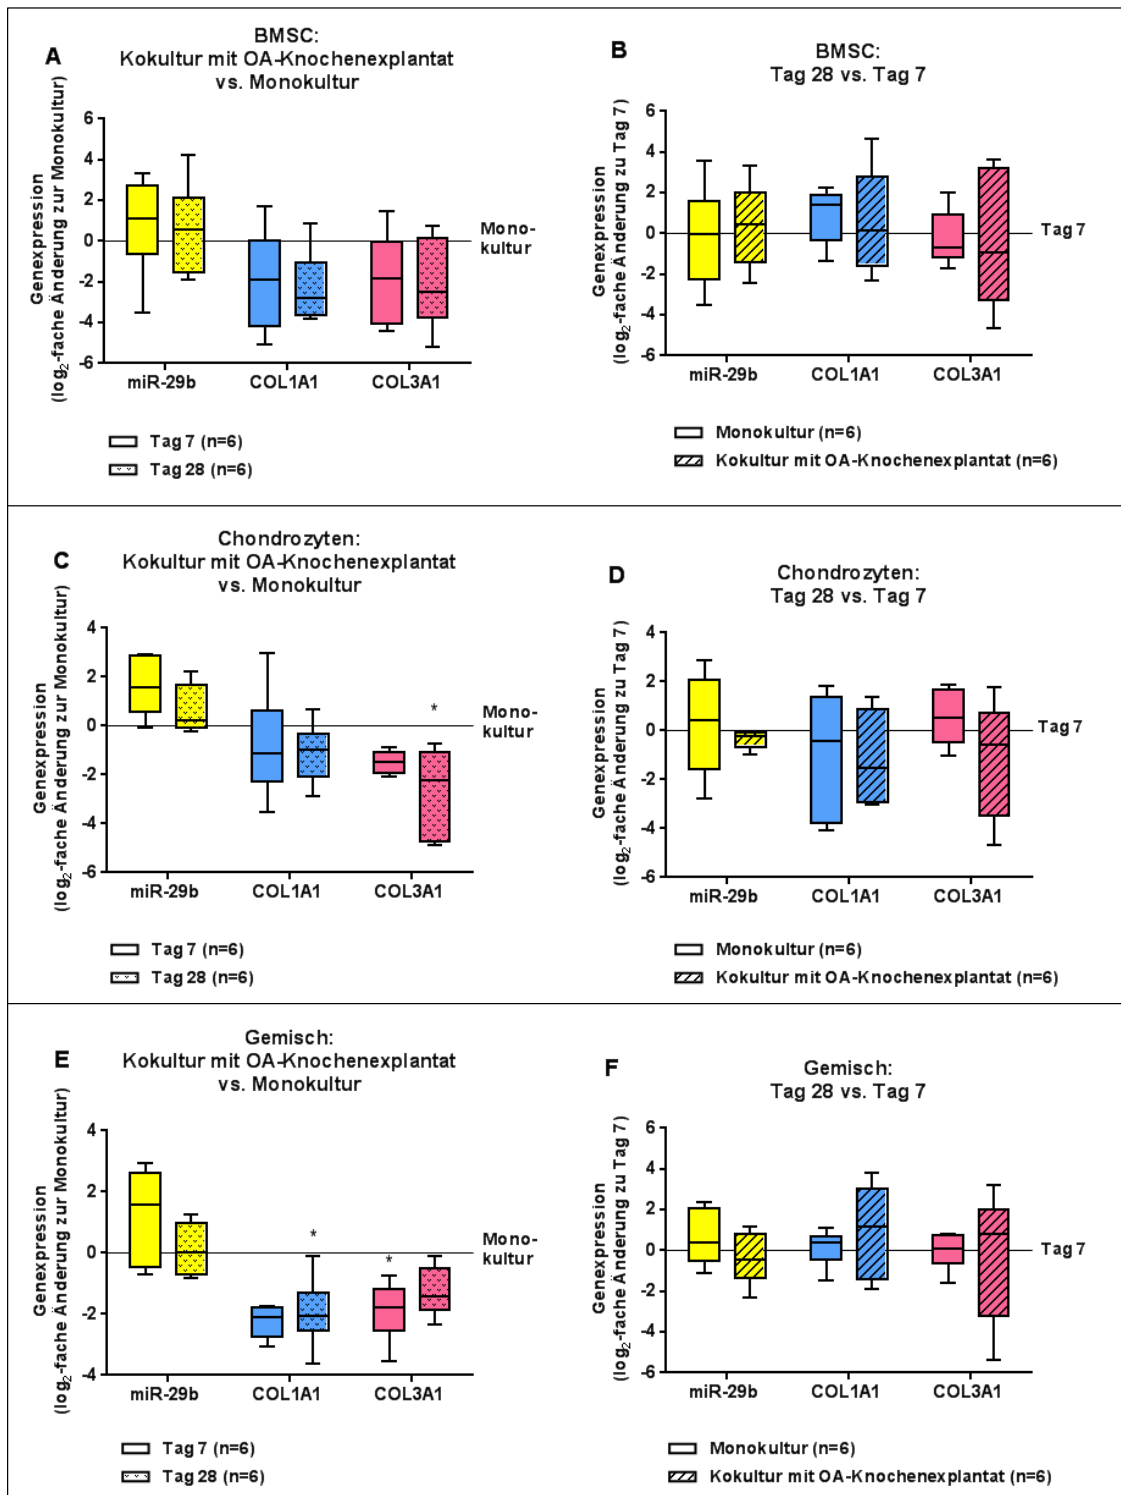 A
BMSC:
Kokultur mit OA-Knochenexplantat
vs. Monokultur
Genexpression
(log₂-fache Änderung zur Monokultur)
6
4
2
0
-2
-4
-6
Mono-
kultur
miR-29b COL1A1 COL3A1
Tag 7 (n=6)
Tag 28 (n=6)
B
BMSC:
Tag 28 vs. Tag 7
Genexpression
(log₂-fache Änderung zu Tag 7)
6
4
2
0
-2
-4
-6
Tag 7
miR-29b COL1A1 COL3A1
Monokultur (n=6)
Kokultur mit OA-Knochenexplantat (n=6)
C
Chondrozyten:
Kokultur mit OA-Knochenexplantat
vs. Monokultur
Genexpression
(log₂-fache Änderung zur Monokultur)
4
2
0
-2
-4
-6
*
Mono-
kultur
miR-29b COL1A1 COL3A1
Tag 7 (n=6)
Tag 28 (n=6)
D
Chondrozyten:
Tag 28 vs. Tag 7
Genexpression
(log₂-fache Änderung zu Tag 7)
4
2
0
-2
-4
-6
Tag 7
miR-29b COL1A1 COL3A1
Monokultur (n=6)
Kokultur mit OA-Knochenexplantat (n=6)
E
Gemisch:
Kokultur mit OA-Knochenexplantat
vs. Monokultur
Genexpression
(log₂-fache Änderung zur Monokultur)
4
2
0
-2
-4
*
*
Mono-
kultur
miR-29b COL1A1 COL3A1
Tag 7 (n=6)
Tag 28 (n=6)
F
Gemisch:
Tag 28 vs. Tag 7
Genexpression
(log₂-fache Änderung zu Tag 7)
6
4
2
0
-2
-4
-6
Tag 7
miR-29b COL1A1 COL3A1
Monokultur (n=6)
Kokultur mit OA-Knochenexplantat (n=6)